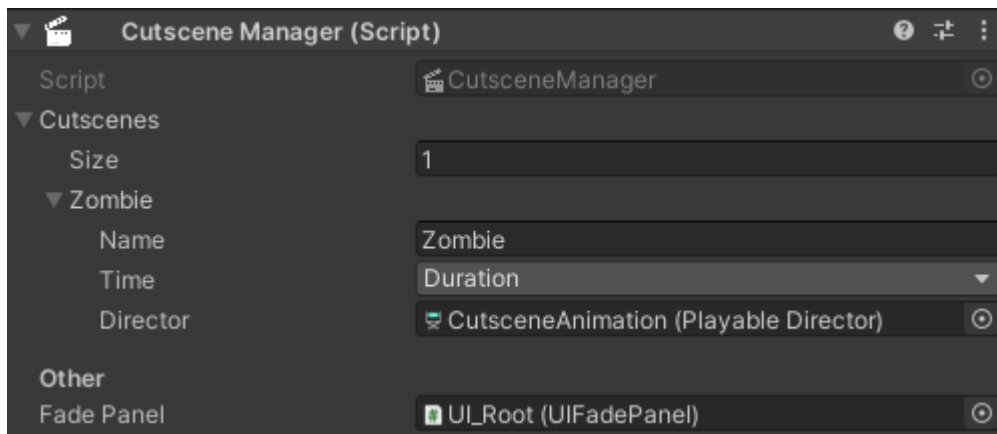 Cutscene Manager (Script)
Script CutsceneManager
Cutscenes
Size 1
Zombie
Name Zombie
Time Duration
Director CutsceneAnimation (Playable Director)
Other
Fade Panel UI_Root (UIFadePanel)